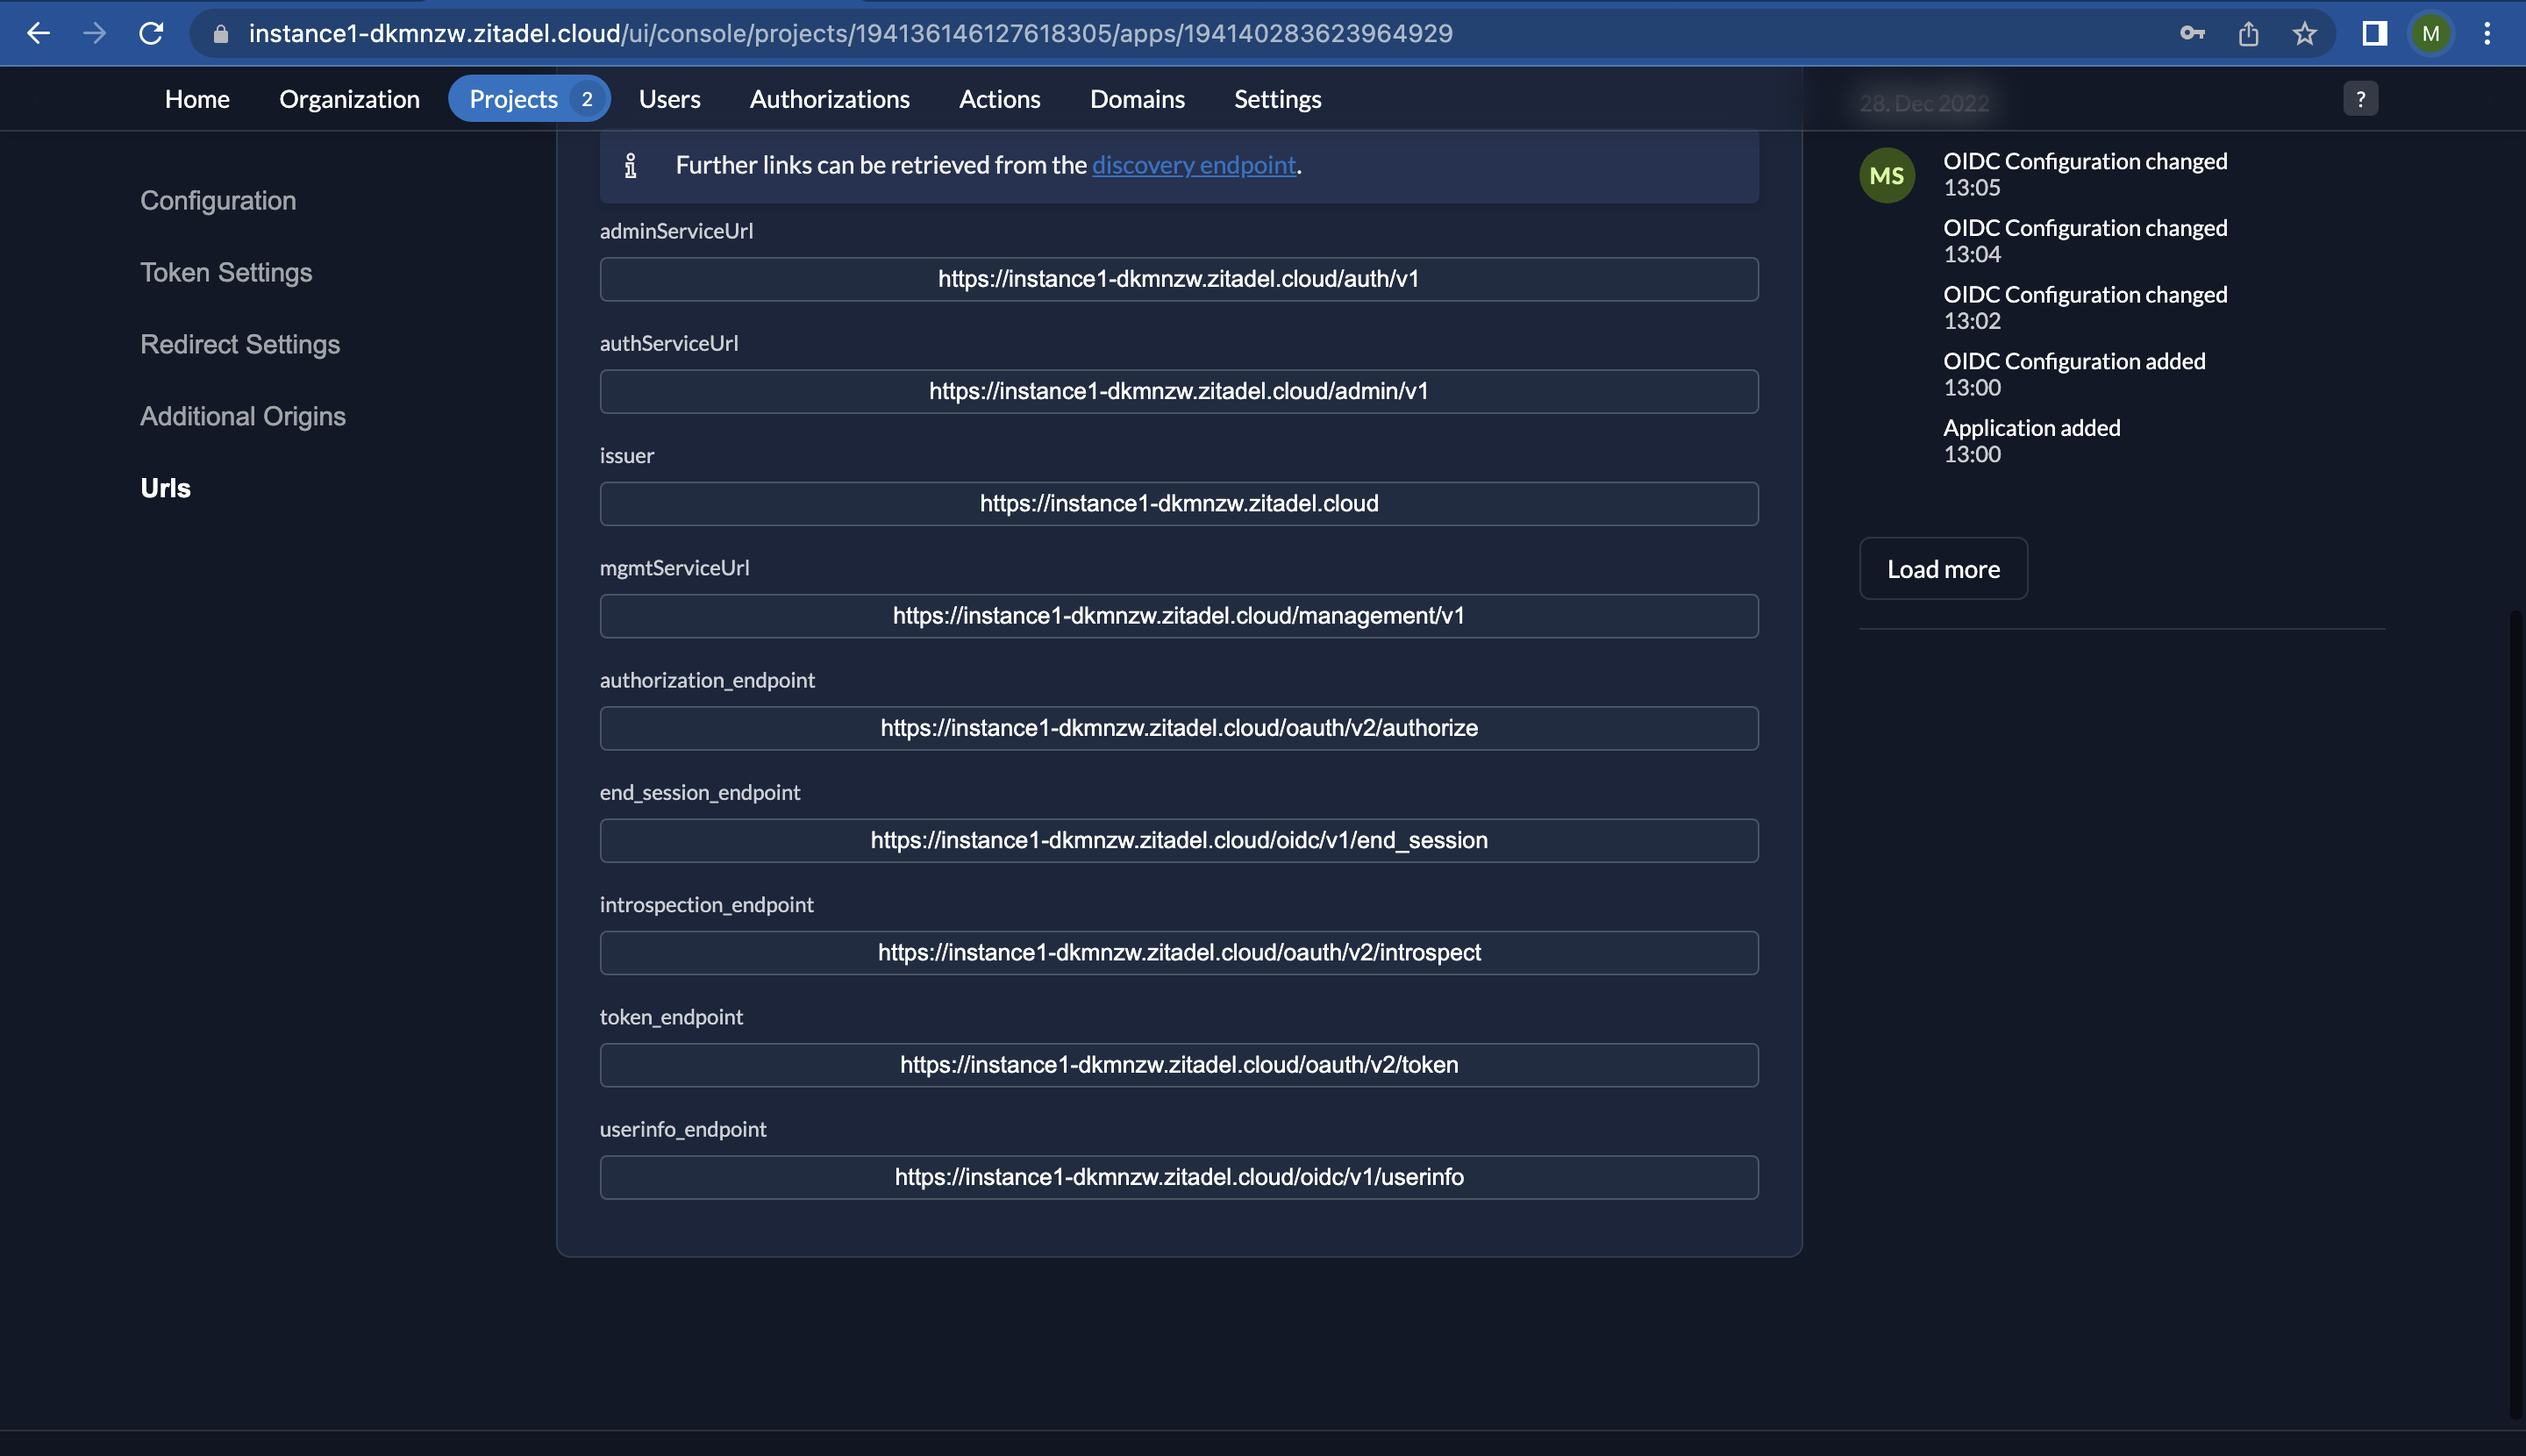 instance1-dkmnzw.zitadel.cloud/ui/console/projects/194136146127618305/apps/194140283623964929
M
Home Organization Projects 2 Users Authorizations Actions Domains Settings
?
Configuration
Token Settings
Redirect Settings
Additional Origins
Urls
Further links can be retrieved from the discovery endpoint.
adminServiceUrl
https://instance1-dkmnzw.zitadel.cloud/auth/v1
authServiceUrl
https://instance1-dkmnzw.zitadel.cloud/admin/v1
issuer
https://instance1-dkmnzw.zitadel.cloud
mgmtServiceUrl
https://instance1-dkmnzw.zitadel.cloud/management/v1
authorization_endpoint
https://instance1-dkmnzw.zitadel.cloud/oauth/v2/authorize
end_session_endpoint
https://instance1-dkmnzw.zitadel.cloud/oidc/v1/end_session
introspection_endpoint
https://instance1-dkmnzw.zitadel.cloud/oauth/v2/introspect
token_endpoint
https://instance1-dkmnzw.zitadel.cloud/oauth/v2/token
userinfo_endpoint
https://instance1-dkmnzw.zitadel.cloud/oidc/v1/userinfo
28. Dec 2022
MS
OIDC Configuration changed
13:05
OIDC Configuration changed
13:04
OIDC Configuration changed
13:02
OIDC Configuration added
13:00
Application added
13:00
Load more